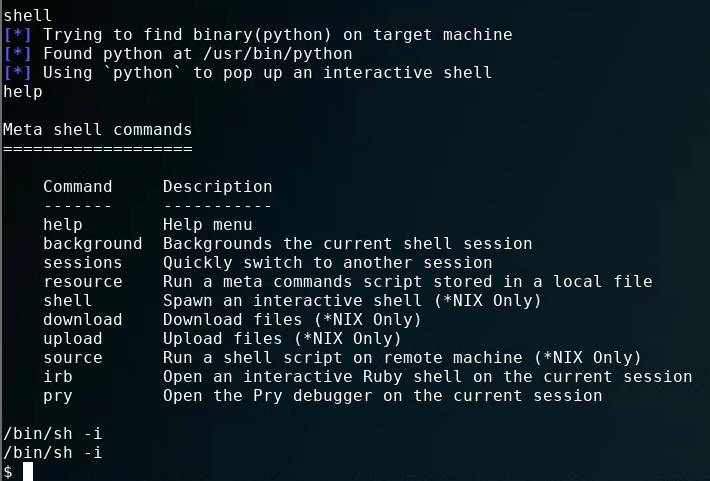 shell
[*] Trying to find binary(python) on target machine
[*] Found python at /usr/bin/python
[*] Using `python` to pop up an interactive shell
help
Meta shell commands
===================
Command     Description
-------     -----------
help        Help menu
background  Backgrounds the current shell session
sessions    Quickly switch to another session
resource    Run a meta commands script stored in a local file
shell       Spawn an interactive shell (*NIX Only)
download    Download files (*NIX Only)
upload      Upload files (*NIX Only)
source      Run a shell script on remote machine (*NIX Only)
irb         Open an interactive Ruby shell on the current session
pry         Open the Pry debugger on the current session
/bin/sh -i
/bin/sh -i
$